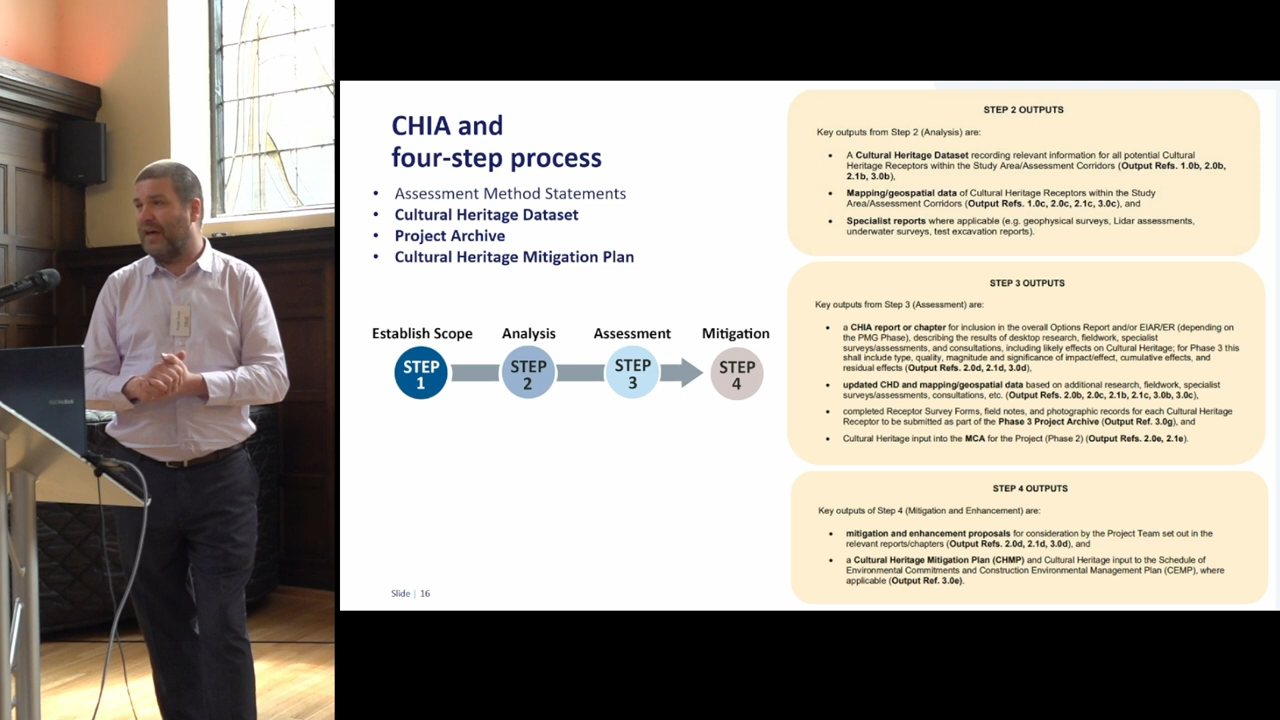 CHIA and
four-step process
• Assessment Method Statements
• Cultural Heritage Dataset
• Project Archive
• Cultural Heritage Mitigation Plan
Establish Scope
Analysis
Assessment
Mitigation
STEP
1
STEP
2
STEP
3
STEP
4
Slide | 16
STEP 2 OUTPUTS
Key outputs from Step 2 (Analysis) are:
• A Cultural Heritage Dataset recording relevant information for all potential Cultural
Heritage Receptors within the Study Area/Assessment Corridors (Output Refs. 1.0b, 2.0b,
2.1b, 3.0b),
• Mapping/geospatial data of Cultural Heritage Receptors within the Study
Area/Assessment Corridors (Output Refs. 1.0c, 2.0c, 2.1c, 3.0c), and
• Specialist reports where applicable (e.g. geophysical surveys, Lidar assessments,
underwater surveys, test excavation reports).
STEP 3 OUTPUTS
Key outputs from Step 3 (Assessment) are:
• a CHIA report or chapter for inclusion in the overall Options Report and/or EIAR/ER (depending on
the PMG Phase), describing the results of desktop research, fieldwork, specialist
surveys/assessments, and consultations, including likely effects on Cultural Heritage; for Phase 3 this
shall include type, quality, magnitude and significance of impact/effect, cumulative effects, and
residual effects (Output Refs. 2.0d, 2.1d, 3.0d),
• updated CHD and mapping/geospatial data based on additional research, fieldwork, specialist
surveys/assessments, consultations, etc. (Output Refs. 2.0b, 2.0c, 2.1b, 2.1c, 3.0b, 3.0c),
• completed Receptor Survey Forms, field notes, and photographic records for each Cultural Heritage
Receptor to be submitted as part of the Phase 3 Project Archive (Output Ref. 3.0g), and
• Cultural Heritage input into the MCA for the Project (Phase 2) (Output Refs. 2.0e, 2.1e).
STEP 4 OUTPUTS
Key outputs of Step 4 (Mitigation and Enhancement) are:
• mitigation and enhancement proposals for consideration by the Project Team set out in the
relevant reports/chapters (Output Refs. 2.0d, 2.1d, 3.0d), and
• a Cultural Heritage Mitigation Plan (CHMP) and Cultural Heritage input to the Schedule of
Environmental Commitments and Construction Environmental Management Plan (CEMP), where
applicable (Output Ref. 3.0e).